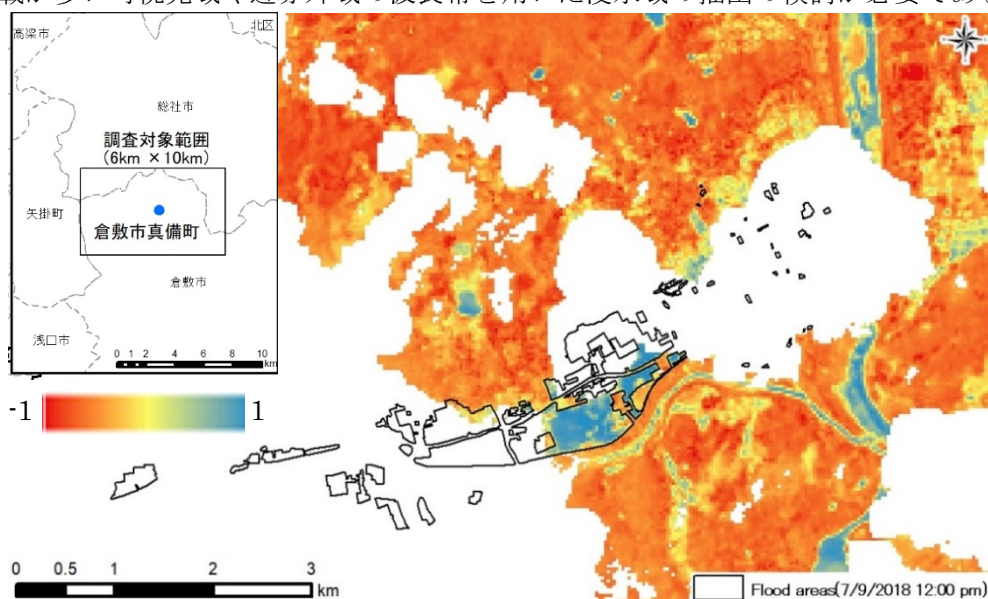 高梁市
北区
総社市
調査対象範囲
(6km ×10km)
矢掛町
倉敷市真備町
倉敷市
浅口市
0 2 4 6 8 10
km
-1 1
0 0.5 1 2 3
km
Flood areas(7/9/2018 12:00 pm)